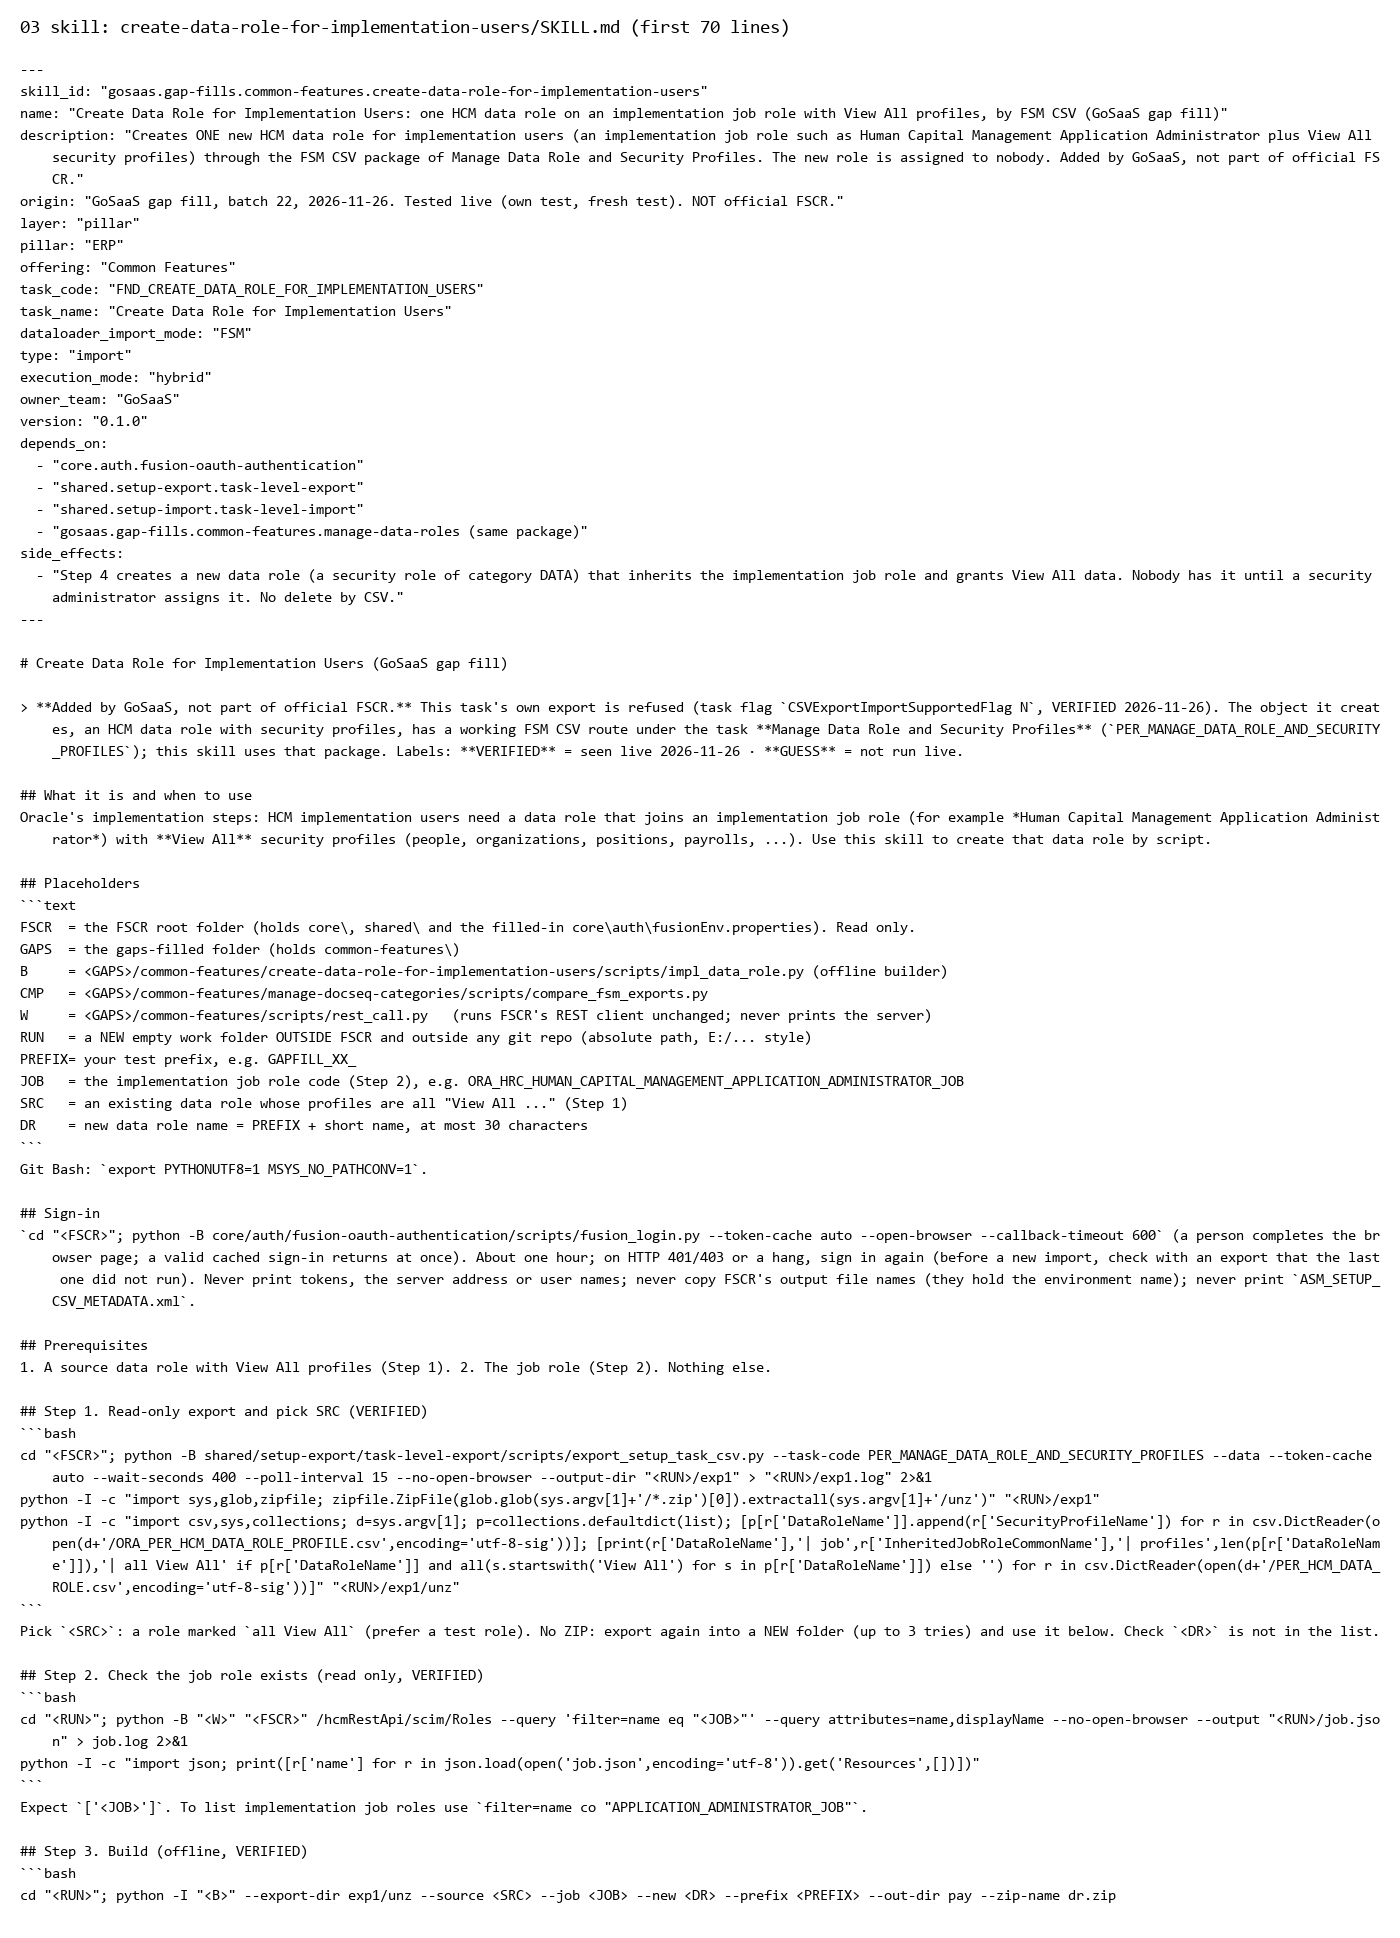 03 skill: create-data-role-for-implementation-users/SKILL.md (first 70 lines)
---
skill_id: "gosaas.gap-fills.common-features.create-data-role-for-implementation-users"
name: "Create Data Role for Implementation Users: one HCM data role on an implementation job role with View All profiles, by FSM CSV (GoSaaS gap fill)"
description: "Creates ONE new HCM data role for implementation users (an implementation job role such as Human Capital Management Application Administrator plus View All
security profiles) through the FSM CSV package of Manage Data Role and Security Profiles. The new role is assigned to nobody. Added by GoSaaS, not part of official FS
CR."
origin: "GoSaaS gap fill, batch 22, 2026-11-26. Tested live (own test, fresh test). NOT official FSCR."
layer: "pillar"
pillar: "ERP"
offering: "Common Features"
task_code: "FND_CREATE_DATA_ROLE_FOR_IMPLEMENTATION_USERS"
task_name: "Create Data Role for Implementation Users"
dataloader_import_mode: "FSM"
type: "import"
execution_mode: "hybrid"
owner_team: "GoSaaS"
version: "0.1.0"
depends_on:
  - "core.auth.fusion-oauth-authentication"
  - "shared.setup-export.task-level-export"
  - "shared.setup-import.task-level-import"
  - "gosaas.gap-fills.common-features.manage-data-roles (same package)"
side_effects:
  - "Step 4 creates a new data role (a security role of category DATA) that inherits the implementation job role and grants View All data. Nobody has it until a security
administrator assigns it. No delete by CSV."
---
# Create Data Role for Implementation Users (GoSaaS gap fill)
> **Added by GoSaaS, not part of official FSCR.** This task's own export is refused (task flag `CSVExportImportSupportedFlag N`, VERIFIED 2026-11-26). The object it creat
es, an HCM data role with security profiles, has a working FSM CSV route under the task **Manage Data Role and Security Profiles** (`PER_MANAGE_DATA_ROLE_AND_SECURITY
_PROFILES`); this skill uses that package. Labels: **VERIFIED** = seen live 2026-11-26 · **GUESS** = not run live.
## What it is and when to use
Oracle's implementation steps: HCM implementation users need a data role that joins an implementation job role (for example *Human Capital Management Application Administ
rator*) with **View All** security profiles (people, organizations, positions, payrolls, ...). Use this skill to create that data role by script.
## Placeholders
```text
FSCR  = the FSCR root folder (holds core\, shared\ and the filled-in core\auth\fusionEnv.properties). Read only.
GAPS  = the gaps-filled folder (holds common-features\)
B     = <GAPS>/common-features/create-data-role-for-implementation-users/scripts/impl_data_role.py (offline builder)
CMP   = <GAPS>/common-features/manage-docseq-categories/scripts/compare_fsm_exports.py
W     = <GAPS>/common-features/scripts/rest_call.py   (runs FSCR's REST client unchanged; never prints the server)
RUN   = a NEW empty work folder OUTSIDE FSCR and outside any git repo (absolute path, E:/... style)
PREFIX= your test prefix, e.g. GAPFILL_XX_
JOB   = the implementation job role code (Step 2), e.g. ORA_HRC_HUMAN_CAPITAL_MANAGEMENT_APPLICATION_ADMINISTRATOR_JOB
SRC   = an existing data role whose profiles are all "View All ..." (Step 1)
DR    = new data role name = PREFIX + short name, at most 30 characters
```
Git Bash: `export PYTHONUTF8=1 MSYS_NO_PATHCONV=1`.
## Sign-in
`cd "<FSCR>"; python -B core/auth/fusion-oauth-authentication/scripts/fusion_login.py --token-cache auto --open-browser --callback-timeout 600` (a person completes the br
owser page; a valid cached sign-in returns at once). About one hour; on HTTP 401/403 or a hang, sign in again (before a new import, check with an export that the last
one did not run). Never print tokens, the server address or user names; never copy FSCR's output file names (they hold the environment name); never print `ASM_SETUP_
CSV_METADATA.xml`.
## Prerequisites
1. A source data role with View All profiles (Step 1). 2. The job role (Step 2). Nothing else.
## Step 1. Read-only export and pick SRC (VERIFIED)
```bash
cd "<FSCR>"; python -B shared/setup-export/task-level-export/scripts/export_setup_task_csv.py --task-code PER_MANAGE_DATA_ROLE_AND_SECURITY_PROFILES --data --token-cache
auto --wait-seconds 400 --poll-interval 15 --no-open-browser --output-dir "<RUN>/exp1" > "<RUN>/exp1.log" 2>&1
python -I -c "import sys,glob,zipfile; zipfile.ZipFile(glob.glob(sys.argv[1]+'/*.zip')[0]).extractall(sys.argv[1]+'/unz')" "<RUN>/exp1"
python -I -c "import csv,sys,collections; d=sys.argv[1]; p=collections.defaultdict(list); [p[r['DataRoleName']].append(r['SecurityProfileName']) for r in csv.DictReader(o
pen(d+'/ORA_PER_HCM_DATA_ROLE_PROFILE.csv',encoding='utf-8-sig'))]; [print(r['DataRoleName'],'| job',r['InheritedJobRoleCommonName'],'| profiles',len(p[r['DataRoleNam
e']]),'| all View All' if p[r['DataRoleName']] and all(s.startswith('View All') for s in p[r['DataRoleName']]) else '') for r in csv.DictReader(open(d+'/PER_HCM_DATA_
ROLE.csv',encoding='utf-8-sig'))]" "<RUN>/exp1/unz"
```
Pick `<SRC>`: a role marked `all View All` (prefer a test role). No ZIP: export again into a NEW folder (up to 3 tries) and use it below. Check `<DR>` is not in the list.
## Step 2. Check the job role exists (read only, VERIFIED)
```bash
cd "<RUN>"; python -B "<W>" "<FSCR>" /hcmRestApi/scim/Roles --query 'filter=name eq "<JOB>"' --query attributes=name,displayName --no-open-browser --output "<RUN>/job.jso
n" > job.log 2>&1
python -I -c "import json; print([r['name'] for r in json.load(open('job.json',encoding='utf-8')).get('Resources',[])])"
```
Expect `['<JOB>']`. To list implementation job roles use `filter=name co "APPLICATION_ADMINISTRATOR_JOB"`.
## Step 3. Build (offline, VERIFIED)
```bash
cd "<RUN>"; python -I "<B>" --export-dir exp1/unz --source <SRC> --job <JOB> --new <DR> --prefix <PREFIX> --out-dir pay --zip-name dr.zip